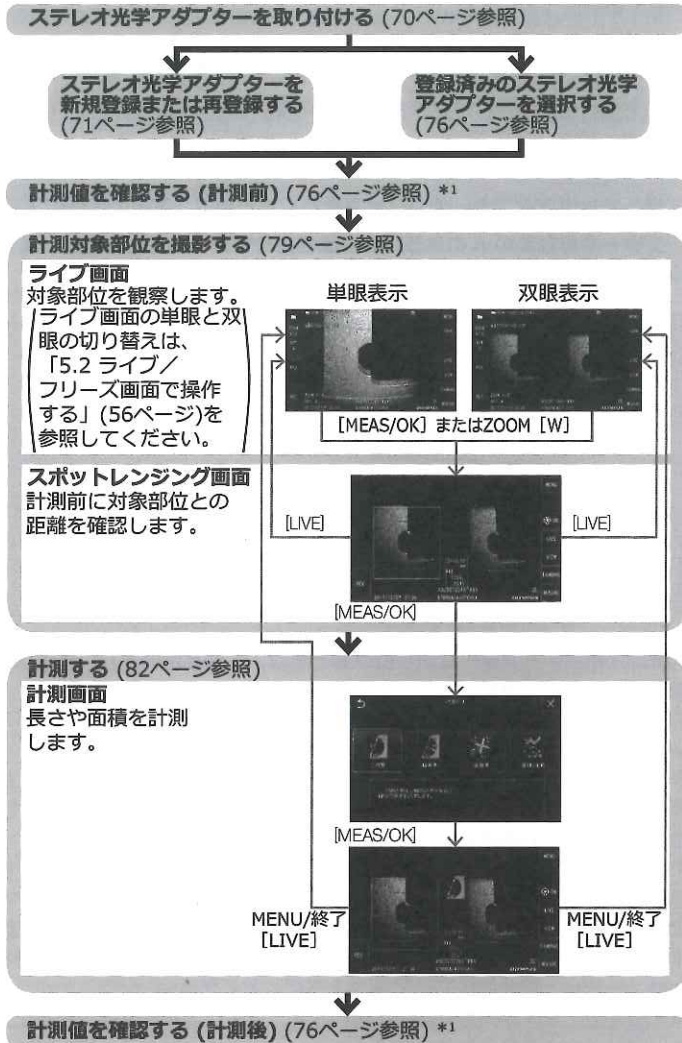 ステレオ光学アダプターを取り付ける (70ページ参照)
ステレオ光学アダプターを
新規登録または再登録する
(71ページ参照)
登録済みのステレオ光学
アダプターを選択する
(76ページ参照)
計測値を確認する (計測前) (76ページ参照) *1
計測対象部位を撮影する (79ページ参照)
ライブ画面
対象部位を観察します。
ライブ画面の単眼と双
眼の切り替えは、
「5.2 ライブ／
フリーズ画面で操作
する」(56ページ)を
参照してください。
単眼表示
双眼表示
[MEAS/OK] またはZOOM [W]
スポットレンジング画面
計測前に対象部位との
距離を確認します。
[LIVE]
[LIVE]
[MEAS/OK]
計測する (82ページ参照)
計測画面
長さや面積を計測
します。
[MEAS/OK]
MENU/終了
[LIVE]
MENU/終了
[LIVE]
計測値を確認する (計測後) (76ページ参照) *1